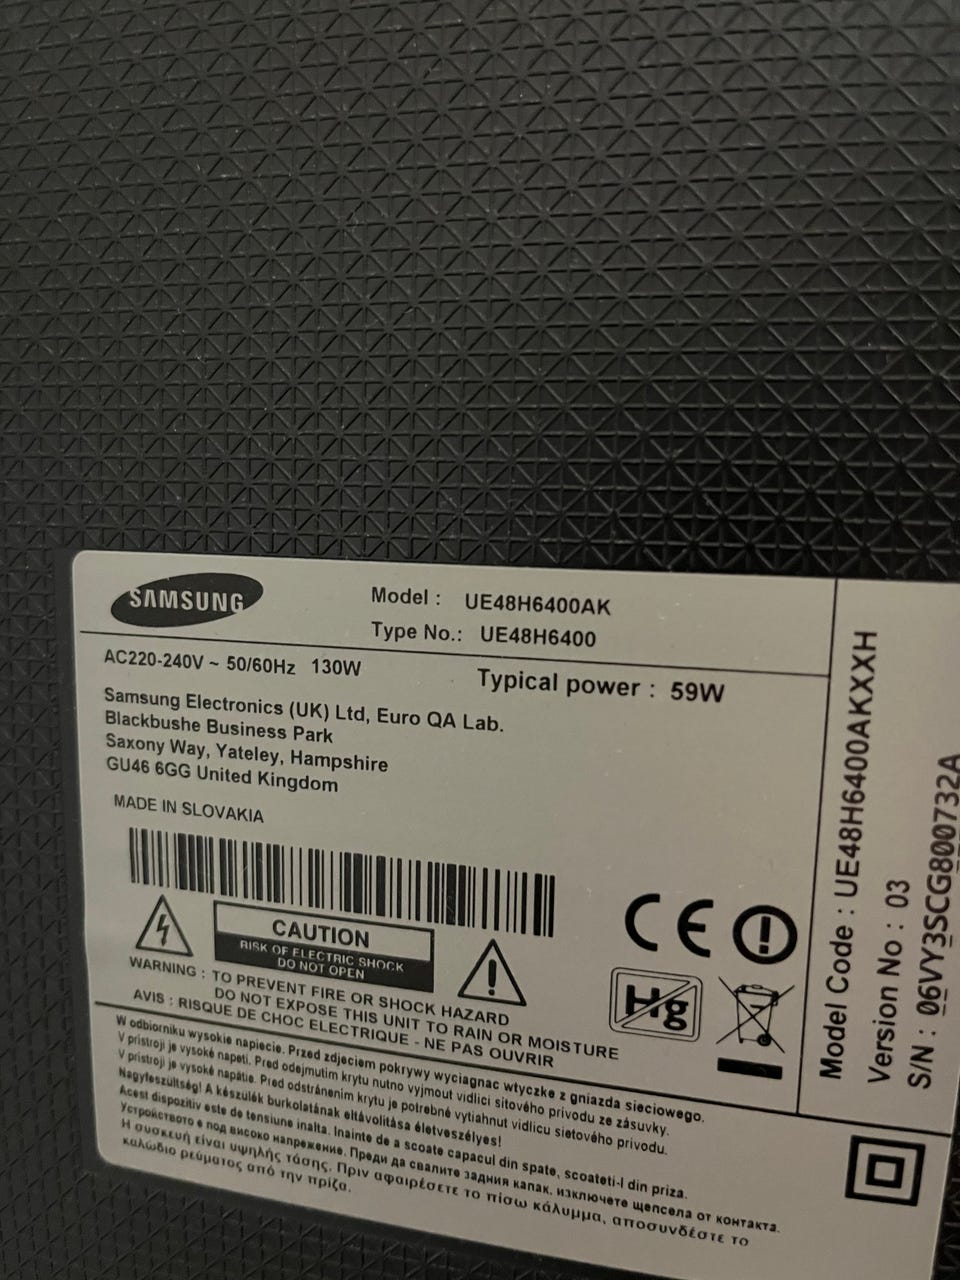 SAMSUNG
Model : UE48H6400AK
Type No.: UE48H6400
AC220-240V ~ 50/60Hz 130W
Typical power : 59W
Samsung Electronics (UK) Ltd, Euro QA Lab.
Blackbushe Business Park
Saxony Way, Yateley, Hampshire
GU46 6GG United Kingdom
MADE IN SLOVAKIA
CAUTION
RISK OF ELECTRIC SHOCK
DO NOT OPEN
WARNING : TO PREVENT FIRE OR SHOCK HAZARD
DO NOT EXPOSE THIS UNIT TO RAIN OR MOISTURE
AVIS : RISQUE DE CHOC ELECTRIQUE - NE PAS OUVRIR
CE
Hg
W odbiorniku wysokie napiecie. Przed zdjeciem pokrywy wyciagnac wtyczke z gniazda sieciowego.
V pristroji je vysoké napeti. Pred odejmutim krytu nutno vyjmout vidlici sítového privodu ze zásuvky.
V pristroji je vysoké napätie. Pred odstránením krytu je potrebné vytiahnut vidlicu sietového privodu.
Nagyfeszültség! A készülék burkolatának eltávolítása életveszélyes!
Acest dispozitiv este de tensiune inalta. Inainte de a scoate capacul din spate, scoateti-l din priza.
Устройството е под високо напрежение. Преди да свалите задния капак, изключете щепсела от контакта.
Η συσκευή είναι υψηλής τάσης. Πριν αφαιρέσετε το πίσω κάλυμμα, αποσυνδέστε το
καλώδιο ρεύματος από την πρίζα.
Model Code : UE48H6400AKXXH
Version No : 03
S/N : 06VY3SCG800732A